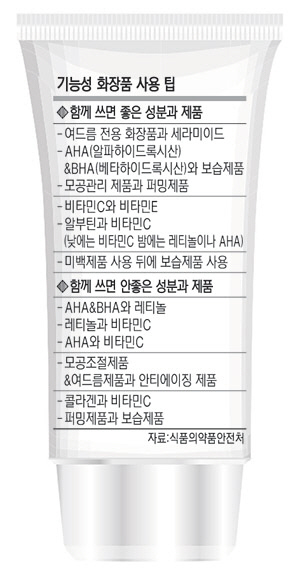 기능성 화장품 사용 팁
◈함께 쓰면 좋은 성분과 제품
-여드름 전용 화장품과 세라미이드
-AHA(알파하이드록시산)
&BHA(베타하이드록시산)와 보습제품
-모공관리 제품과 퍼밍제품
-비타민C와 비타민E
-알부틴과 비타민C
(낮에는 비타민C 밤에는 레티놀이나 AHA)
-미백제품 사용 뒤에 보습제품 사용
◈함께 쓰면 안좋은 성분과 제품
-AHA&BHA와 레티놀
-레티놀과 비타민C
-AHA와 비타민C
-모공조절제품
&여드름제품과 안티에이징 제품
-콜라겐과 비타민C
-퍼밍제품과 보습제품
자료:식품의약품안전처